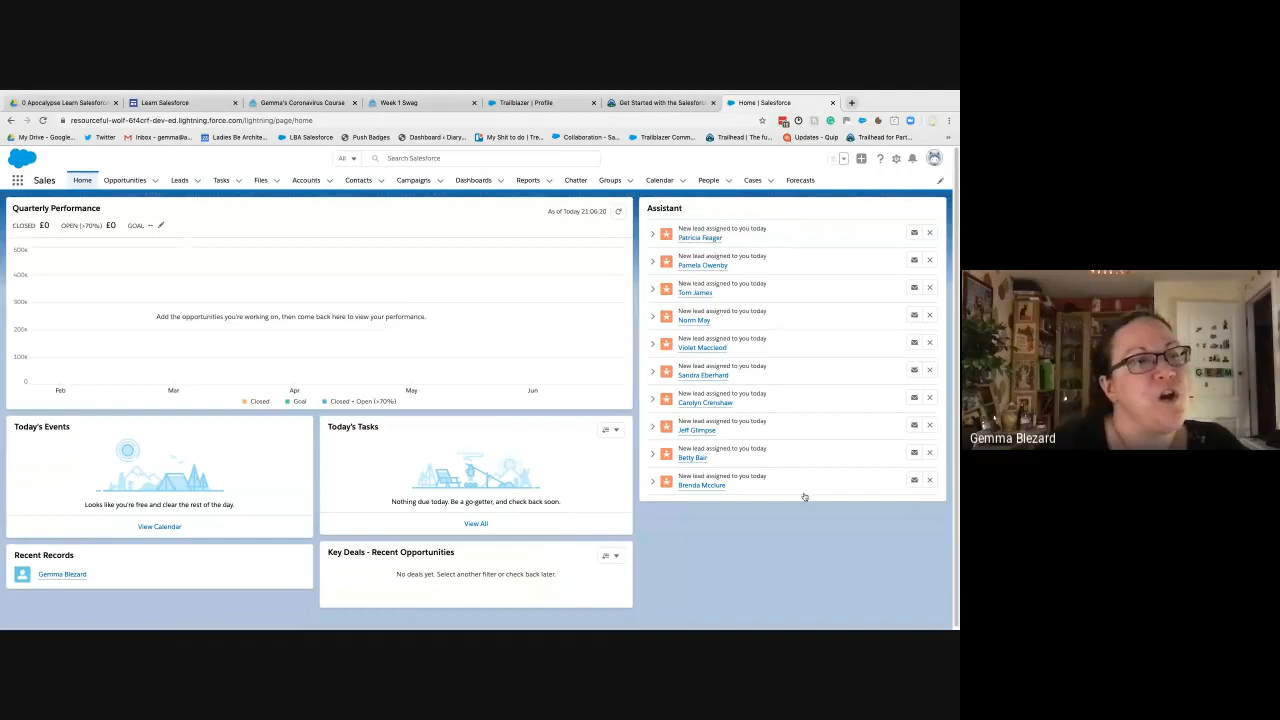 0 Apocalypse Learn Salesforc
Learn Salesforce
Gemma's Coronavirus Course
Week 1 Swag
Trailblazer | Profile
Get Started with the Salesforc
Home | Salesforce
resourceful-wolf-6f4crf-dev-ed.lightning.force.com/lightning/page/home
My Drive - Google...
Twitter
Inbox - gemma@a...
Ladies Be Archite...
LBA Salesforce
Push Badges
Dashboard ‹ Diary...
My Shit to do | Tre...
Collaboration - Sa...
Trailblazer Comm...
Trailhead | The fu...
Updates - Quip
Trailhead for Part...
All
Search Salesforce
Sales
Home
Opportunities
Leads
Tasks
Files
Accounts
Contacts
Campaigns
Dashboards
Reports
Chatter
Groups
Calendar
People
Cases
Forecasts
Quarterly Performance
As of Today 21:06:20
CLOSED £0 OPEN (>70%) £0 GOAL --
500k
400k
300k
200k
100k
0
Add the opportunities you're working on, then come back here to view your performance.
Feb Mar Apr May Jun
Closed Goal Closed + Open (>70%)
Today's Events
Looks like you're free and clear the rest of the day.
View Calendar
Today's Tasks
Nothing due today. Be a go-getter, and check back soon.
View All
Recent Records
Gemma Blezard
Key Deals - Recent Opportunities
No deals yet. Select another filter or check back later.
Assistant
New lead assigned to you today
Patricia Feager
New lead assigned to you today
Pamela Owenby
New lead assigned to you today
Tom James
New lead assigned to you today
Norm May
New lead assigned to you today
Violet Maccleod
New lead assigned to you today
Sandra Eberhard
New lead assigned to you today
Carolyn Crenshaw
New lead assigned to you today
Jeff Glimpse
New lead assigned to you today
Betty Bair
New lead assigned to you today
Brenda Mcclure
Gemma Blezard